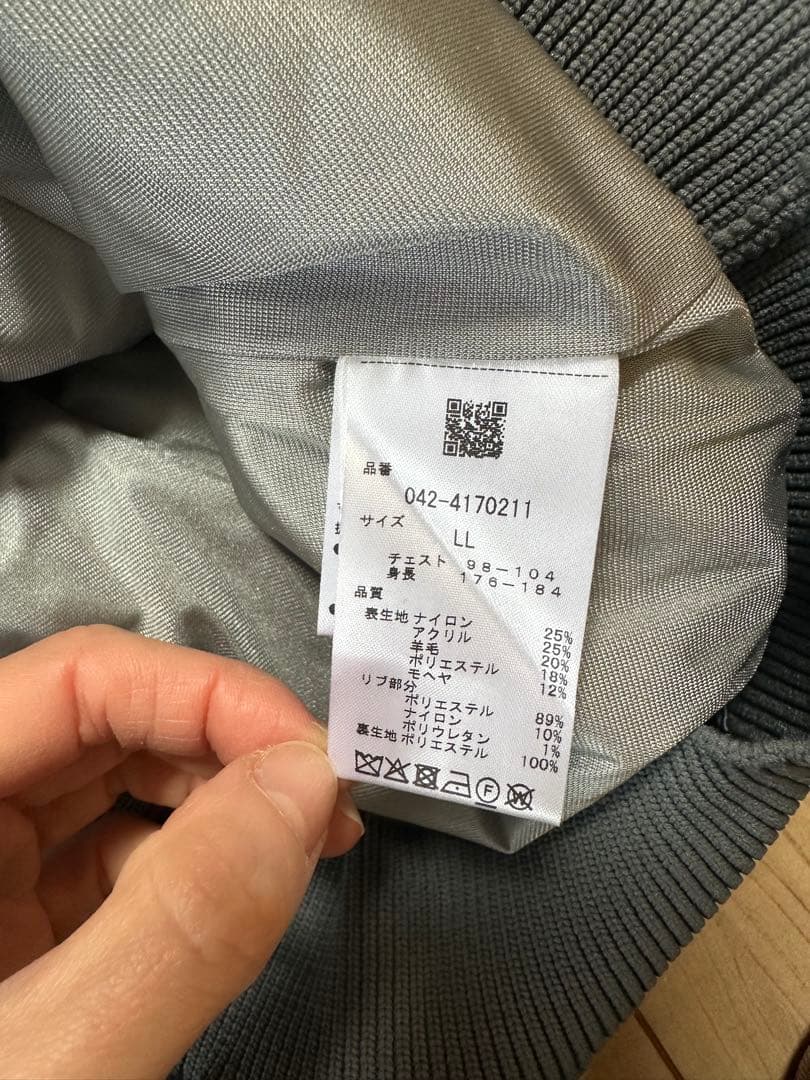 品番
042-4170211
サイズ
LL
チェスト 98-104
身長 176-184
品質
表生地 ナイロン 25%
アクリル 25%
羊毛 20%
ポリエステル 18%
モヘヤ 12%
リブ部分
ポリエステル 89%
ナイロン 10%
ポリウレタン 1%
裏生地 ポリエステル 100%
F
W